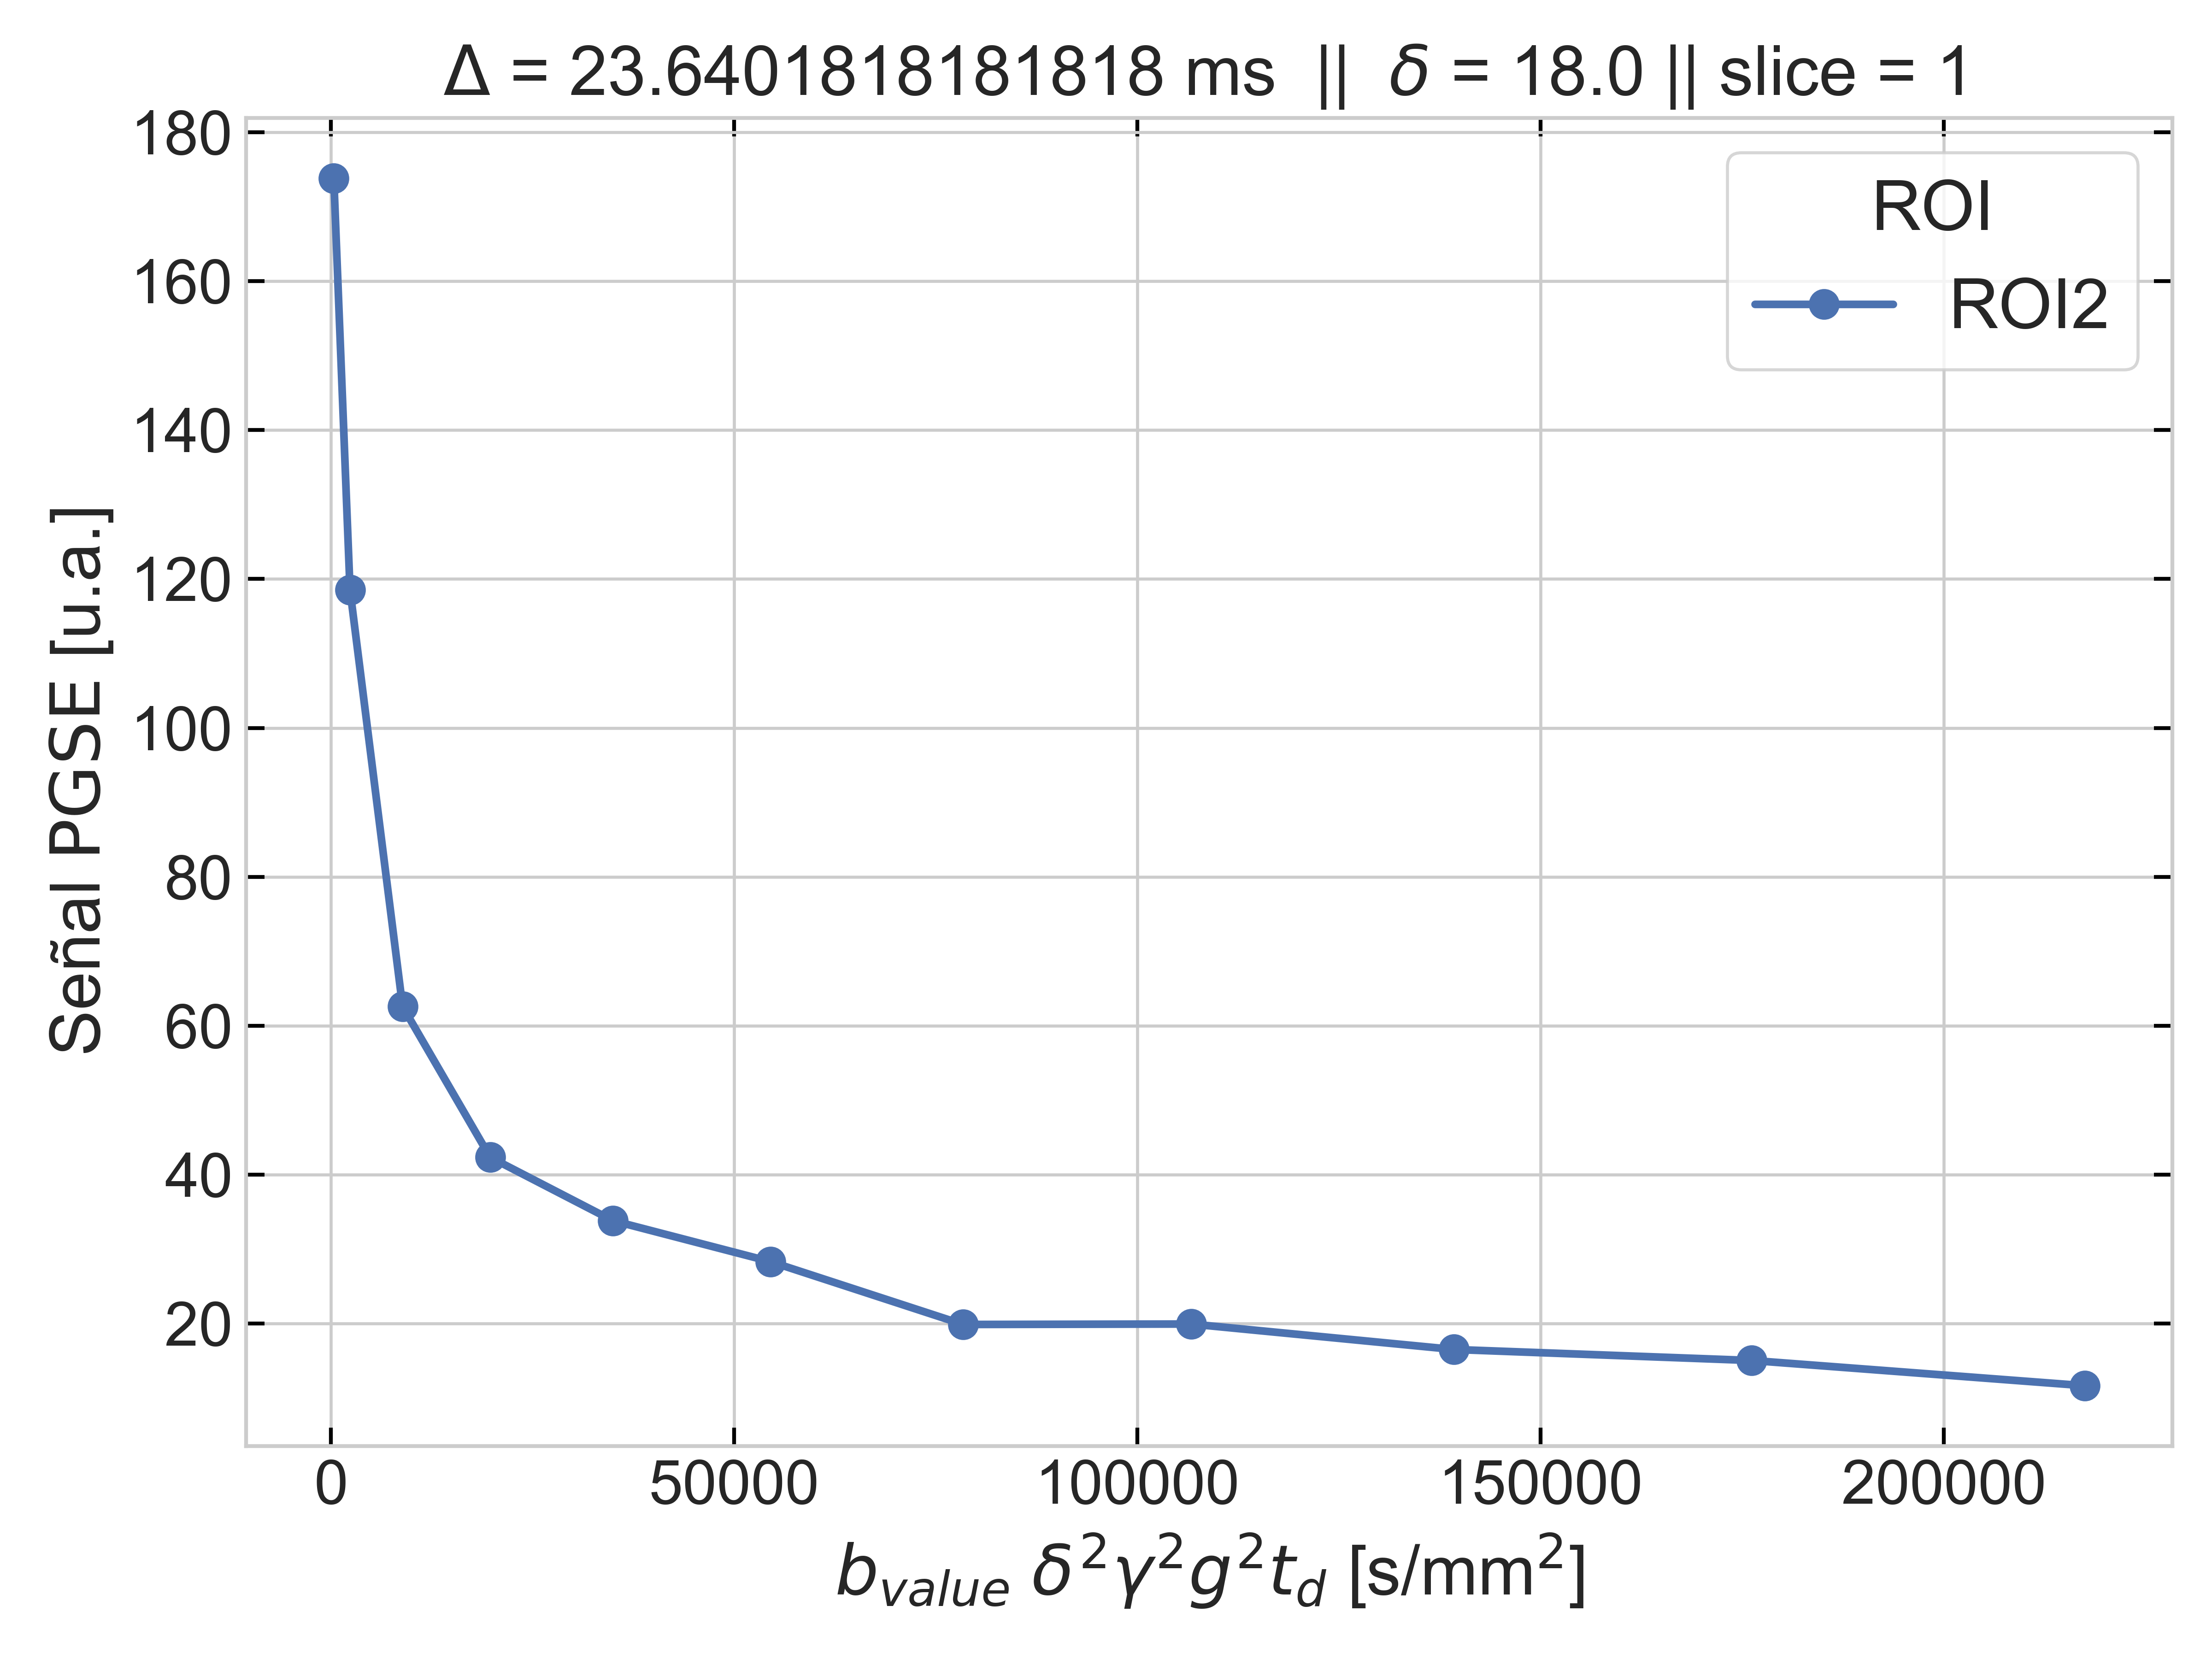 Δ = 23.64018181818181818 ms || δ = 18.0 || slice = 1
180
160
140
120
100
80
60
40
20
Señal PGSE [u.a.]
ROI
ROI2
0
50000
100000
150000
200000
b_value δ²γ²g²t_d [s/mm²]